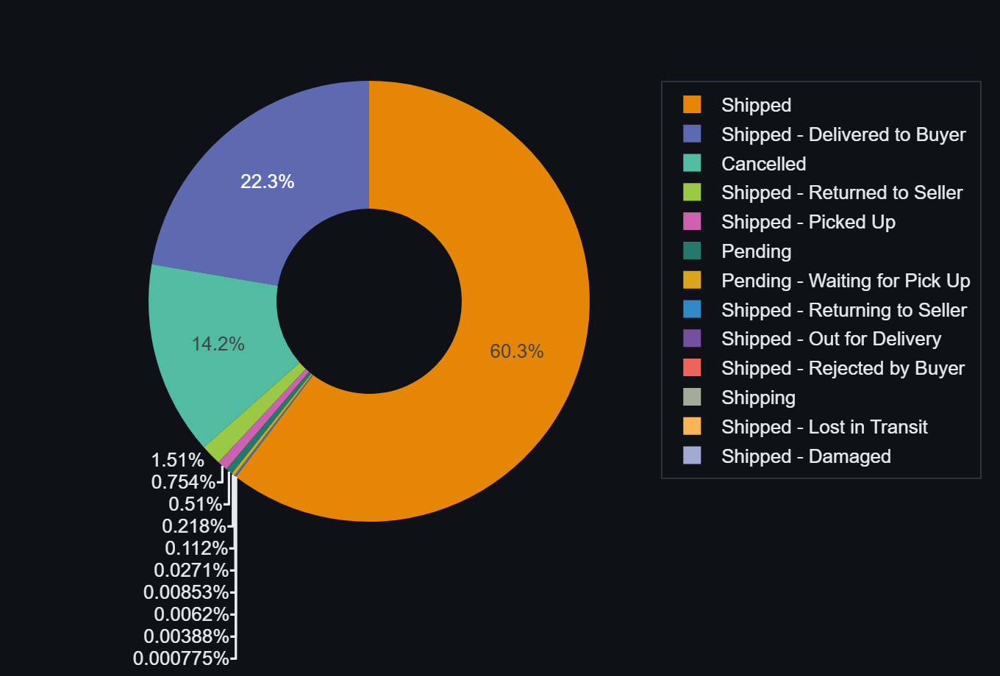 22.3%
14.2%
60.3%
1.51%
0.754%
0.51%
0.218%
0.112%
0.0271%
0.00853%
0.0062%
0.00388%
0.000775%
Shipped
Shipped - Delivered to Buyer
Cancelled
Shipped - Returned to Seller
Shipped - Picked Up
Pending
Pending - Waiting for Pick Up
Shipped - Returning to Seller
Shipped - Out for Delivery
Shipped - Rejected by Buyer
Shipping
Shipped - Lost in Transit
Shipped - Damaged